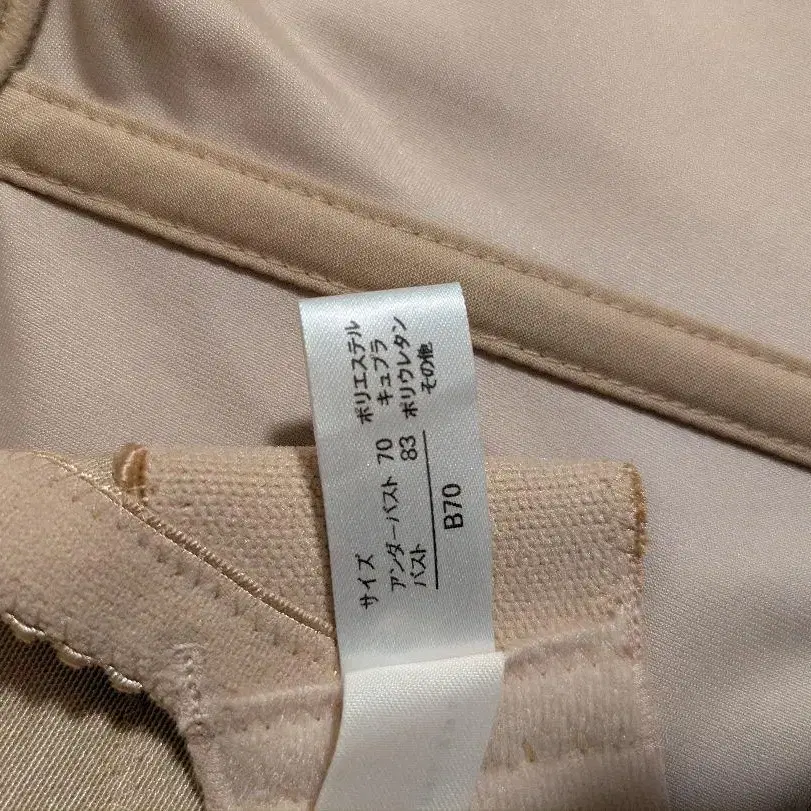 サイズ
アンダーバスト 70
バスト 83
B70
ポリエステル
キュプラ
ポリウレタン
その他